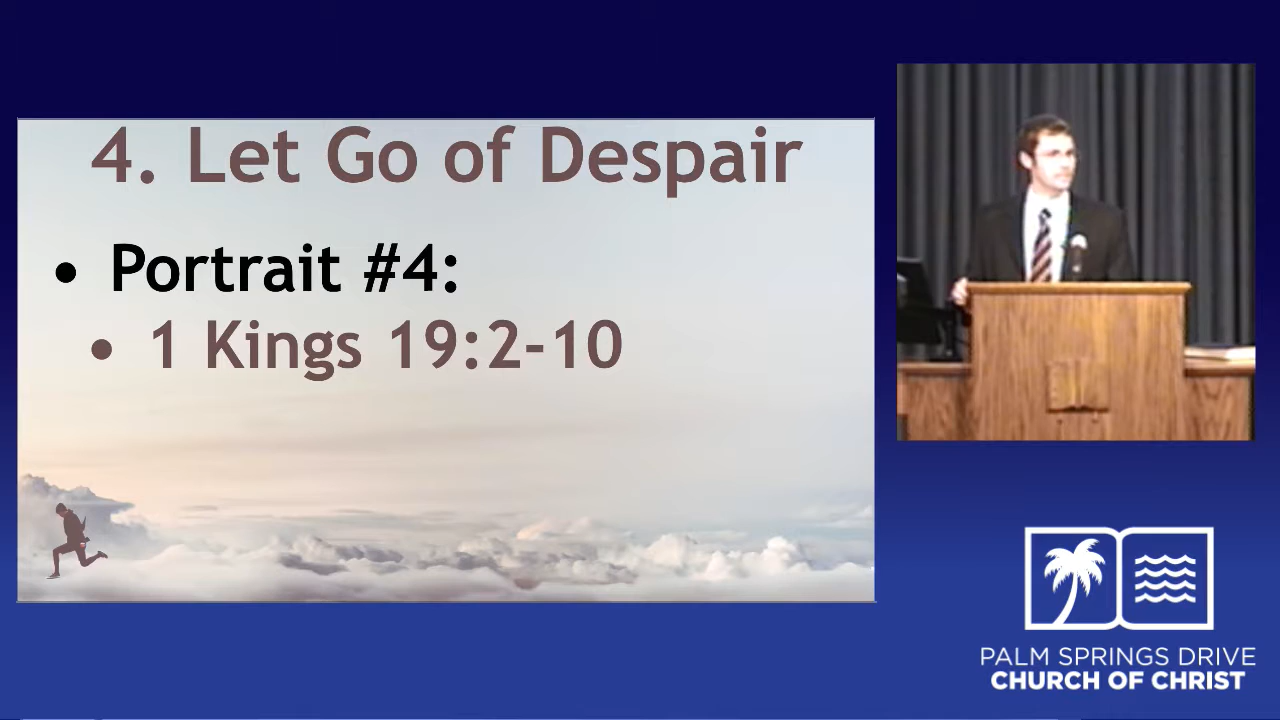 4. Let Go of Despair
• Portrait #4:
• 1 Kings 19:2-10
PALM SPRINGS DRIVE
CHURCH OF CHRIST